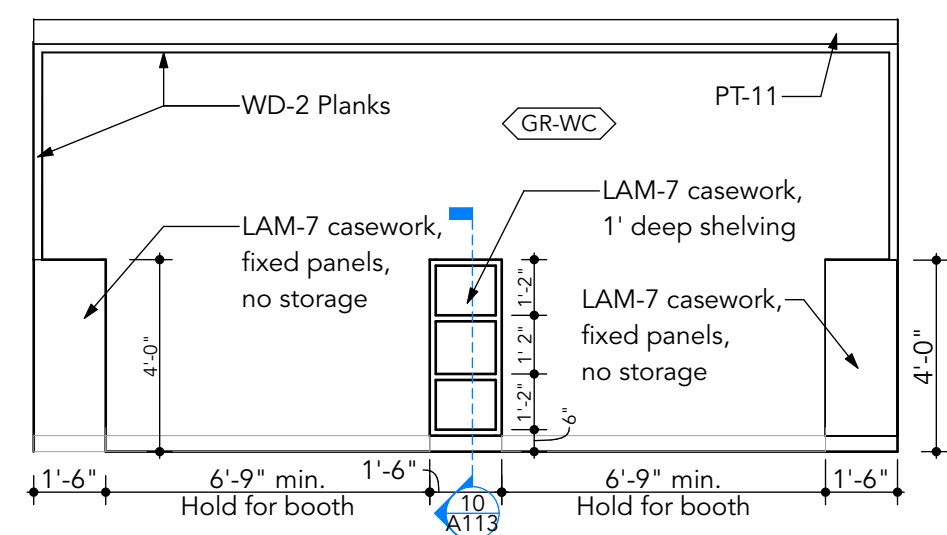 WD-2 Planks
PT-11
GR-WC
LAM-7 casework,
1' deep shelving
LAM-7 casework,
fixed panels,
no storage
LAM-7 casework,
fixed panels,
no storage
4'-0"
1'-2"
1' 2"
1'-2"
6"
4'-0"
1'-6"
6'-9" min.
Hold for booth
1'-6"
10
A113
6'-9" min.
Hold for booth
1'-6"